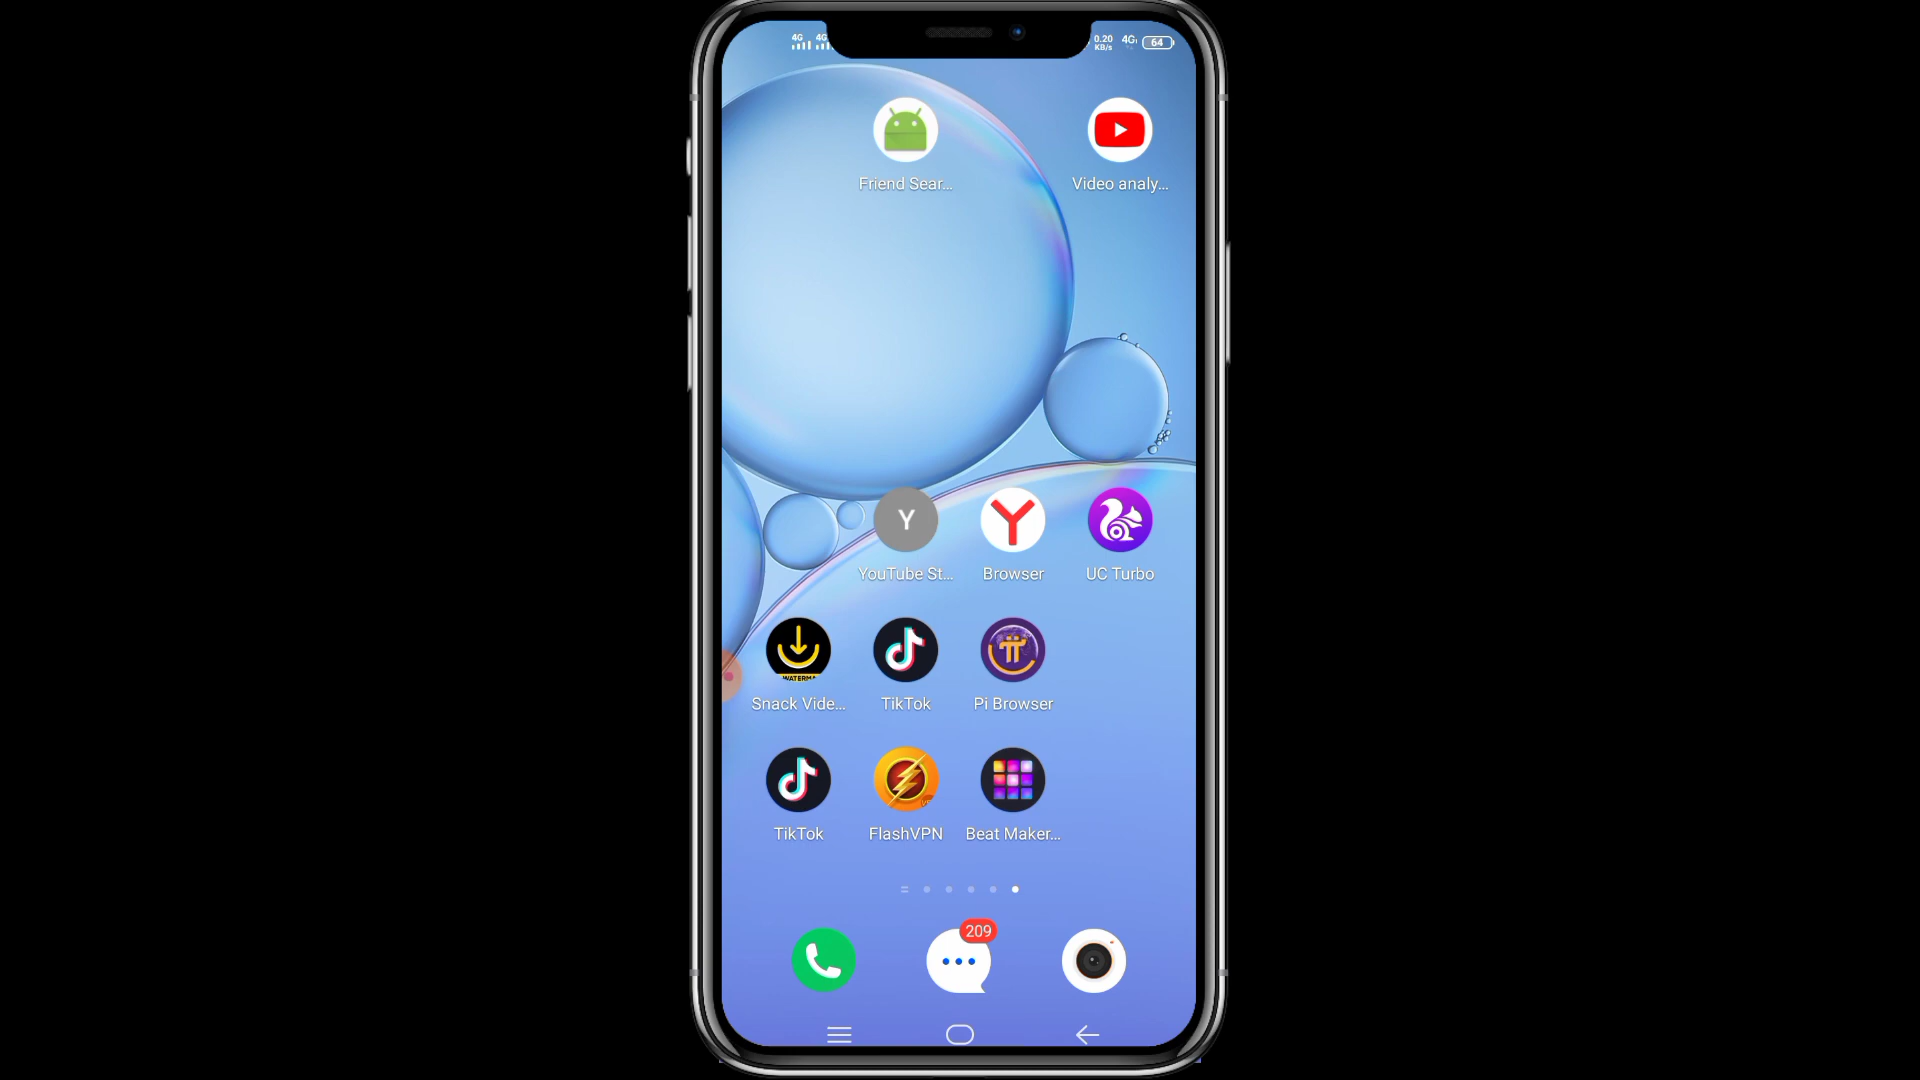 4G 4G 0.20 KB/s 4G 64
Friend Sear... Video analy...
Y
YouTube St... Browser UC Turbo
WATERMA
Snack Vide... TikTok Pi Browser
TikTok FlashVPN Beat Maker...
209